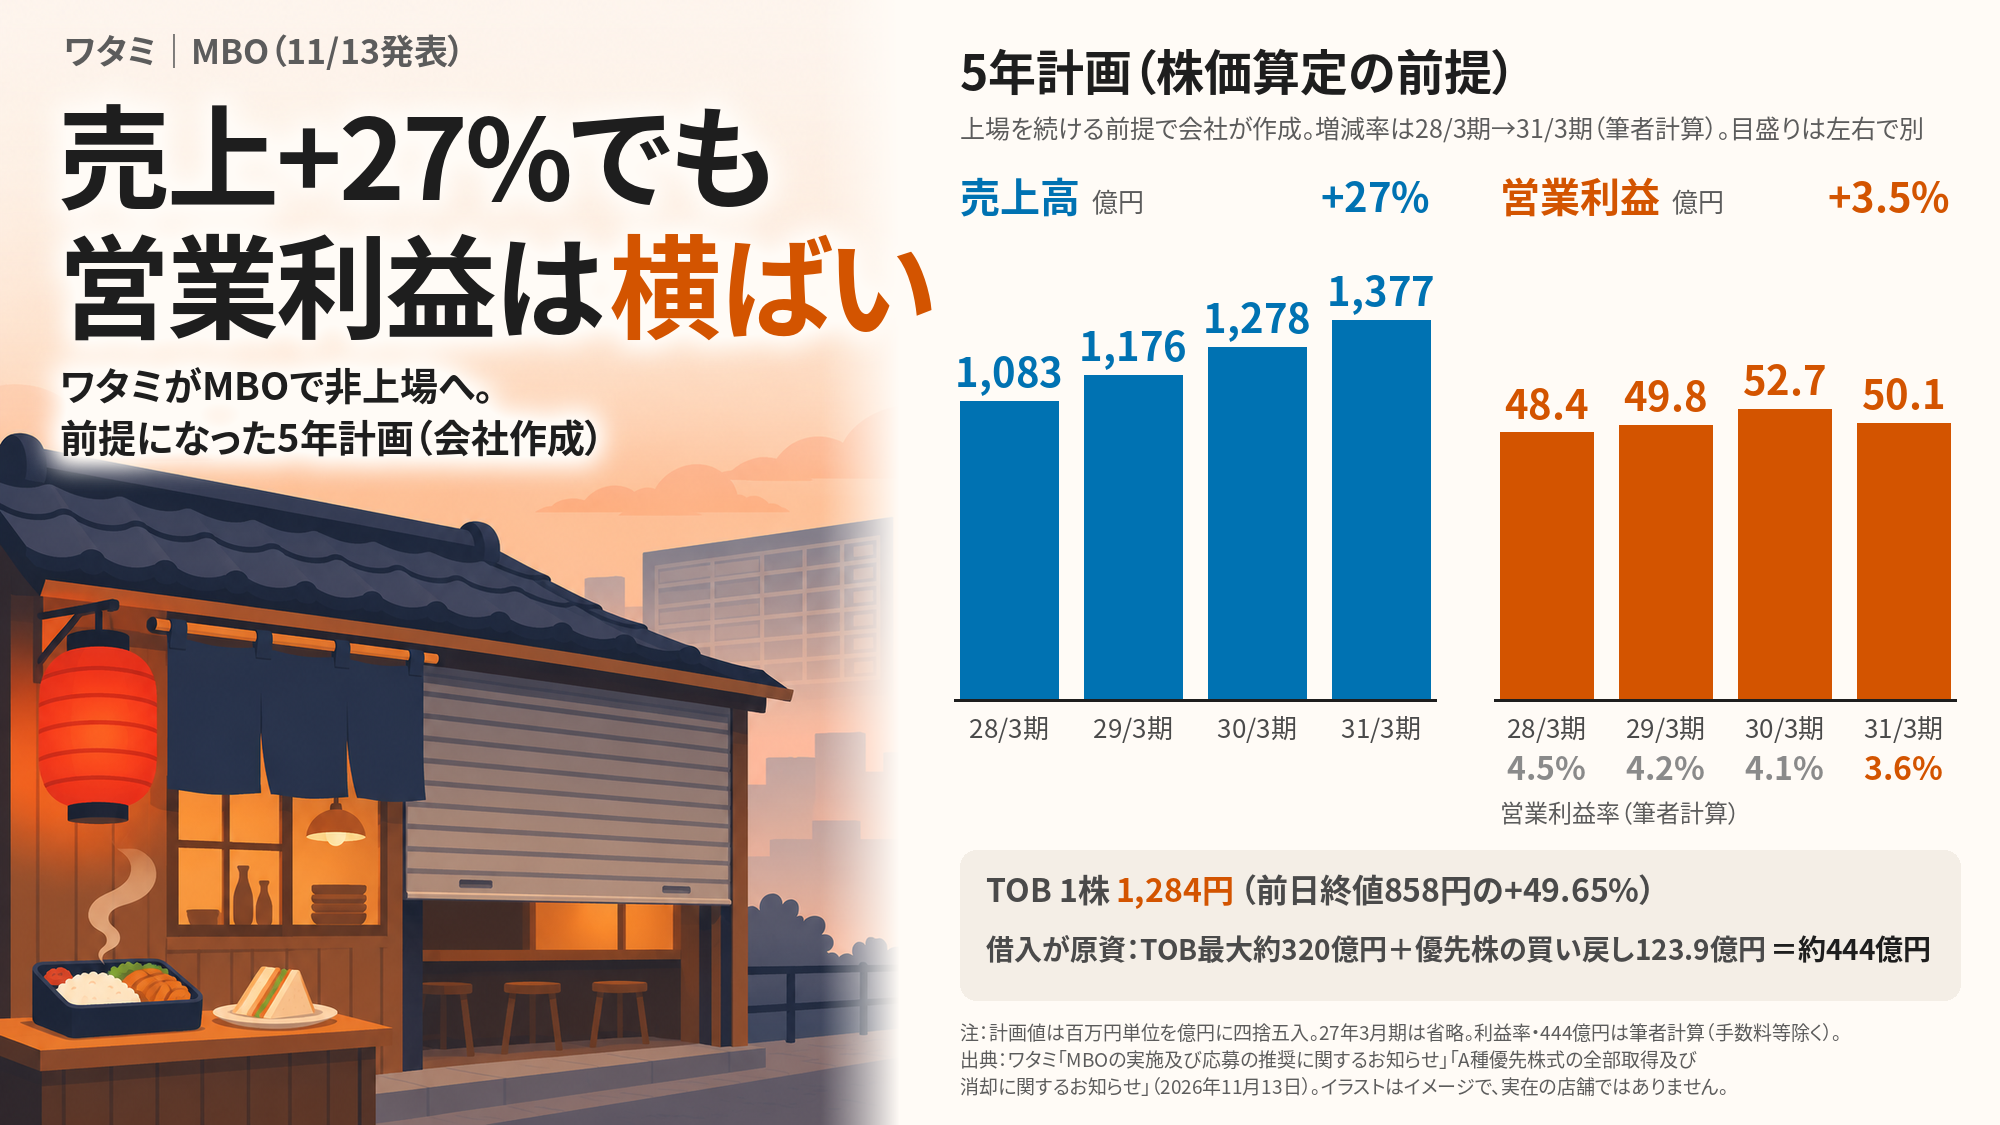 ワタミ｜MBO（11/13発表）
売上+27%でも
営業利益は横ばい
ワタミがMBOで非上場へ。
前提になった5年計画（会社作成）
5年計画（株価算定の前提）
上場を続ける前提で会社が作成。増減率は28/3期→31/3期（筆者計算）。目盛りは左右で別
売上高 億円 +27%
1,083 1,176 1,278 1,377
28/3期 29/3期 30/3期 31/3期
営業利益 億円 +3.5%
48.4 49.8 52.7 50.1
28/3期 29/3期 30/3期 31/3期
4.5% 4.2% 4.1% 3.6%
営業利益率（筆者計算）
TOB 1株 1,284円（前日終値858円の+49.65%）
借入が原資：TOB最大約320億円＋優先株の買い戻し123.9億円＝約444億円
注：計画値は百万円単位を億円に四捨五入。27年3月期は省略。利益率・444億円は筆者計算（手数料等除く）。
出典：ワタミ「MBOの実施及び応募の推奨に関するお知らせ」「A種優先株式の全部取得及び
消却に関するお知らせ」（2026年11月13日）。イラストはイメージで、実在の店舗ではありません。